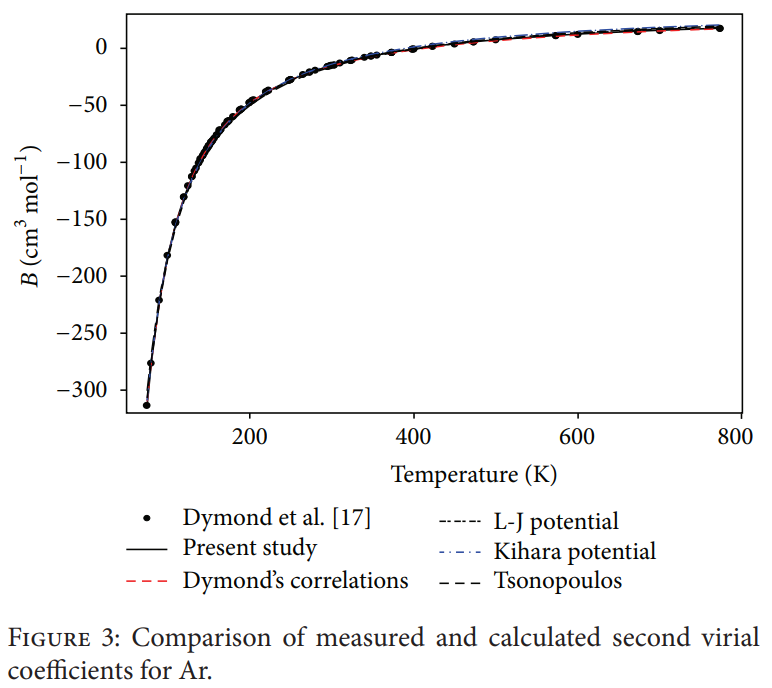 0
−50
−100
−150
−200
−250
−300
B (cm³ mol⁻¹)
200 400 600 800
Temperature (K)
Dymond et al. [17]
Present study
Dymond's correlations
L-J potential
Kihara potential
Tsonopoulos
FIGURE 3: Comparison of measured and calculated second virial
coefficients for Ar.